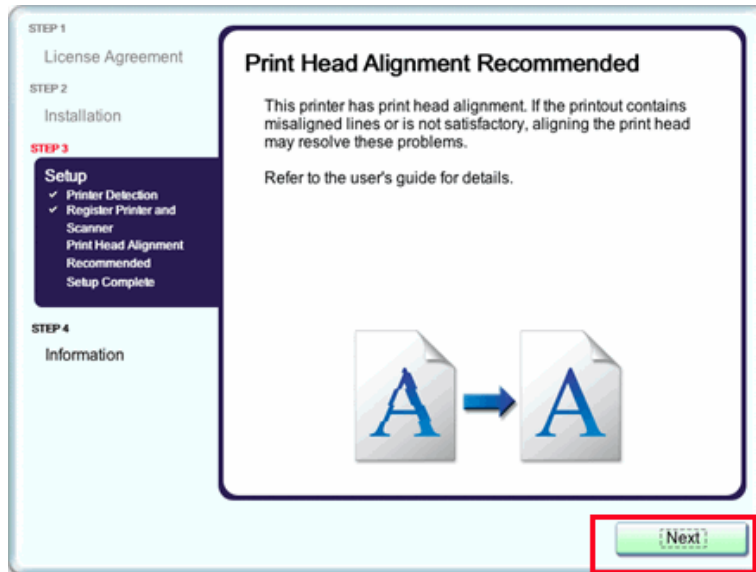 STEP 1
License Agreement
STEP 2
Installation
STEP 3
Setup
✓ Printer Detection
✓ Register Printer and
Scanner
Print Head Alignment
Recommended
Setup Complete
STEP 4
Information
Print Head Alignment Recommended
This printer has print head alignment. If the printout contains
misaligned lines or is not satisfactory, aligning the print head
may resolve these problems.
Refer to the user's guide for details.
A
A
Next